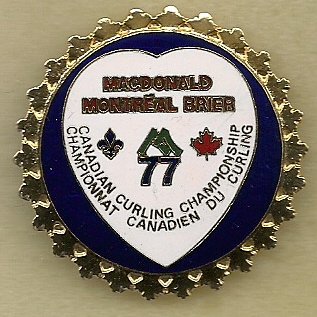 MACDONALD
MONTRÉAL BRIER
77
CANADIAN CURLING CHAMPIONSHIP
CHAMPIONNAT CANADIEN DU CURLING